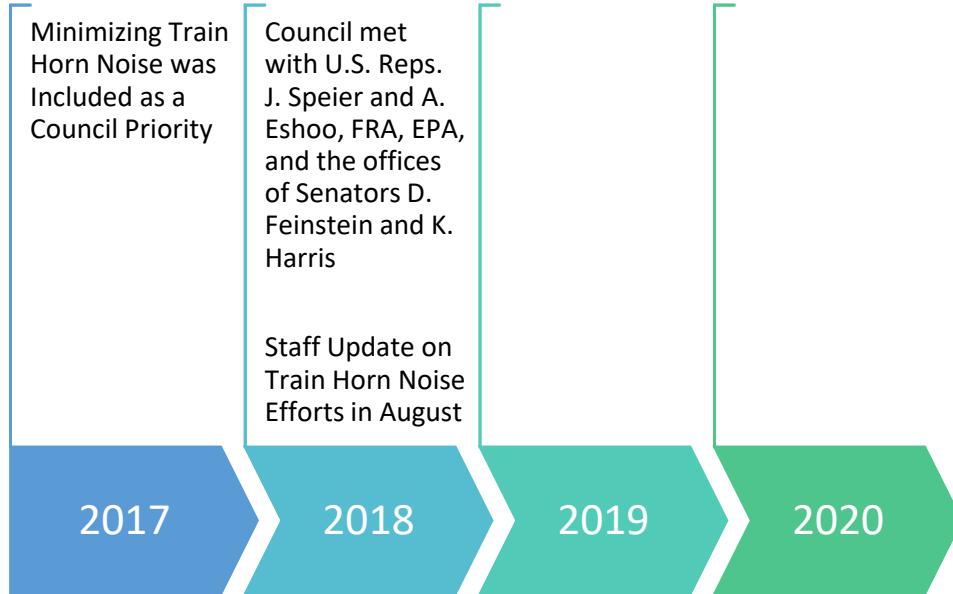 Minimizing Train
Horn Noise was
Included as a
Council Priority
Council met
with U.S. Reps.
J. Speier and A.
Eshoo, FRA, EPA,
and the offices
of Senators D.
Feinstein and K.
Harris
Staff Update on
Train Horn Noise
Efforts in August
2017
2018
2019
2020